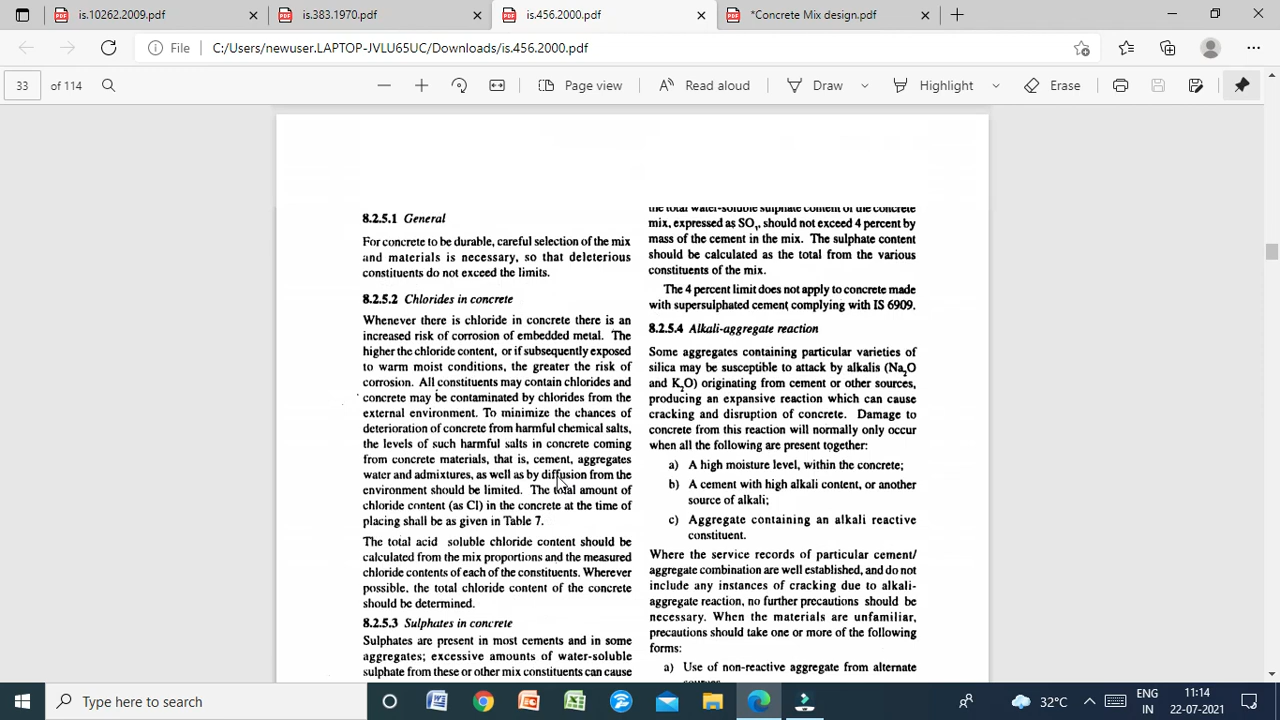 is.10262.2009.pdf
is.383.1970.pdf
is.456.2000.pdf
*Concrete Mix design.pdf
File
C:/Users/newuser.LAPTOP-JVLU65UC/Downloads/is.456.2000.pdf
33
of 114
Page view
Read aloud
Draw
Highlight
Erase
8.2.5.1 General
For concrete to be durable, careful selection of the mix
and materials is necessary, so that deleterious
constituents do not exceed the limits.
8.2.5.2 Chlorides in concrete
Whenever there is chloride in concrete there is an
increased risk of corrosion of embedded metal. The
higher the chloride content, or if subsequently exposed
to warm moist conditions, the greater the risk of
corrosion. All constituents may contain chlorides and
concrete may be contaminated by chlorides from the
external environment. To minimize the chances of
deterioration of concrete from harmful chemical salts,
the levels of such harmful salts in concrete coming
from concrete materials, that is, cement, aggregates
water and admixtures, as well as by diffusion from the
environment should be limited. The total amount of
chloride content (as Cl) in the concrete at the time of
placing shall be as given in Table 7.
The total acid soluble chloride content should be
calculated from the mix proportions and the measured
chloride contents of each of the constituents. Wherever
possible, the total chloride content of the concrete
should be determined.
8.2.5.3 Sulphates in concrete
Sulphates are present in most cements and in some
aggregates; excessive amounts of water-soluble
sulphate from these or other mix constituents can cause
the total water-soluble sulphate content of the concrete
mix, expressed as SO₃, should not exceed 4 percent by
mass of the cement in the mix. The sulphate content
should be calculated as the total from the various
constituents of the mix.
The 4 percent limit does not apply to concrete made
with supersulphated cement complying with IS 6909.
8.2.5.4 Alkali-aggregate reaction
Some aggregates containing particular varieties of
silica may be susceptible to attack by alkalis (Na₂O
and K₂O) originating from cement or other sources,
producing an expansive reaction which can cause
cracking and disruption of concrete. Damage to
concrete from this reaction will normally only occur
when all the following are present together:
a) A high moisture level, within the concrete;
b) A cement with high alkali content, or another
source of alkali;
c) Aggregate containing an alkali reactive
constituent.
Where the service records of particular cement/
aggregate combination are well established, and do not
include any instances of cracking due to alkali-
aggregate reaction, no further precautions should be
necessary. When the materials are unfamiliar,
precautions should take one or more of the following
forms:
a) Use of non-reactive aggregate from alternate
Type here to search
32°C
ENG
IN
11:14
22-07-2021